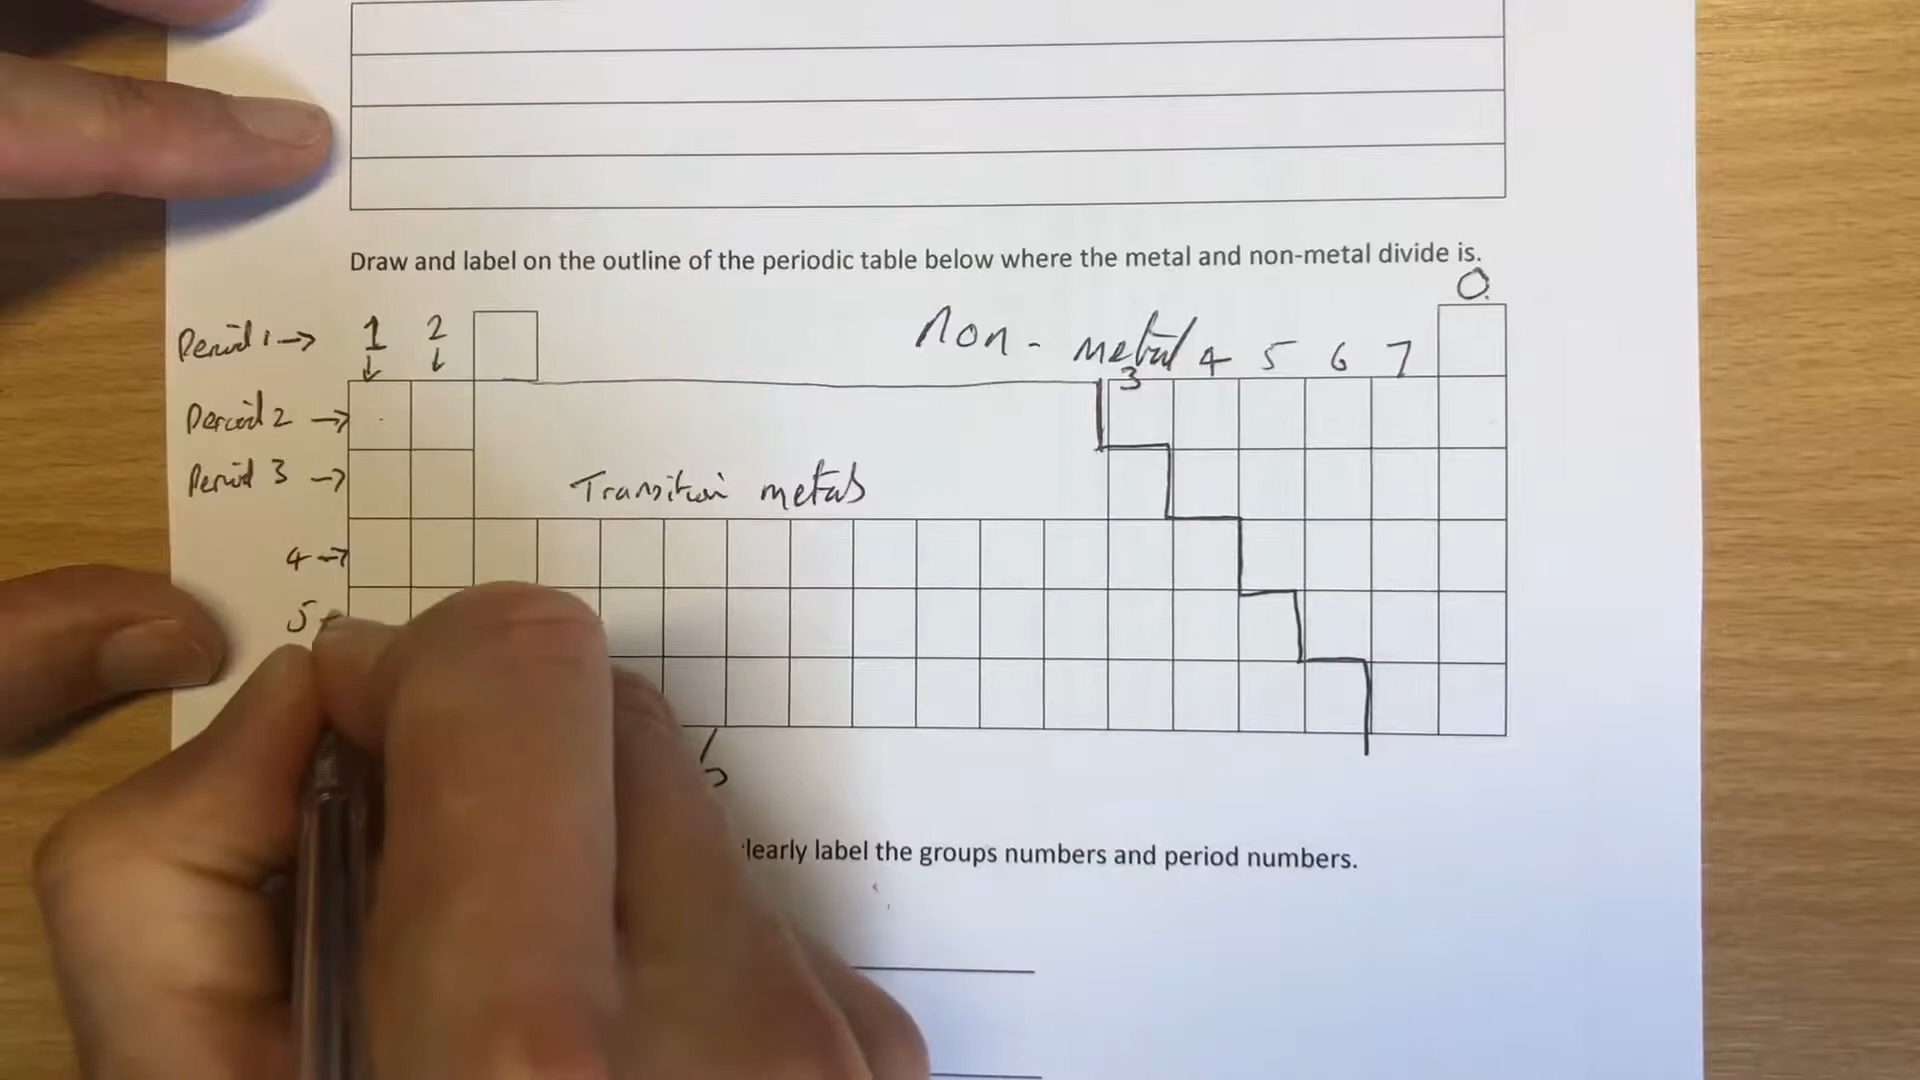 Draw and label on the outline of the periodic table below where the metal and non-metal divide is.
0
Period 1 → 1 2 Non-metal 3 4 5 6 7
Period 2 →
Period 3 → Transition metals
4 →
5
learly label the groups numbers and period numbers.